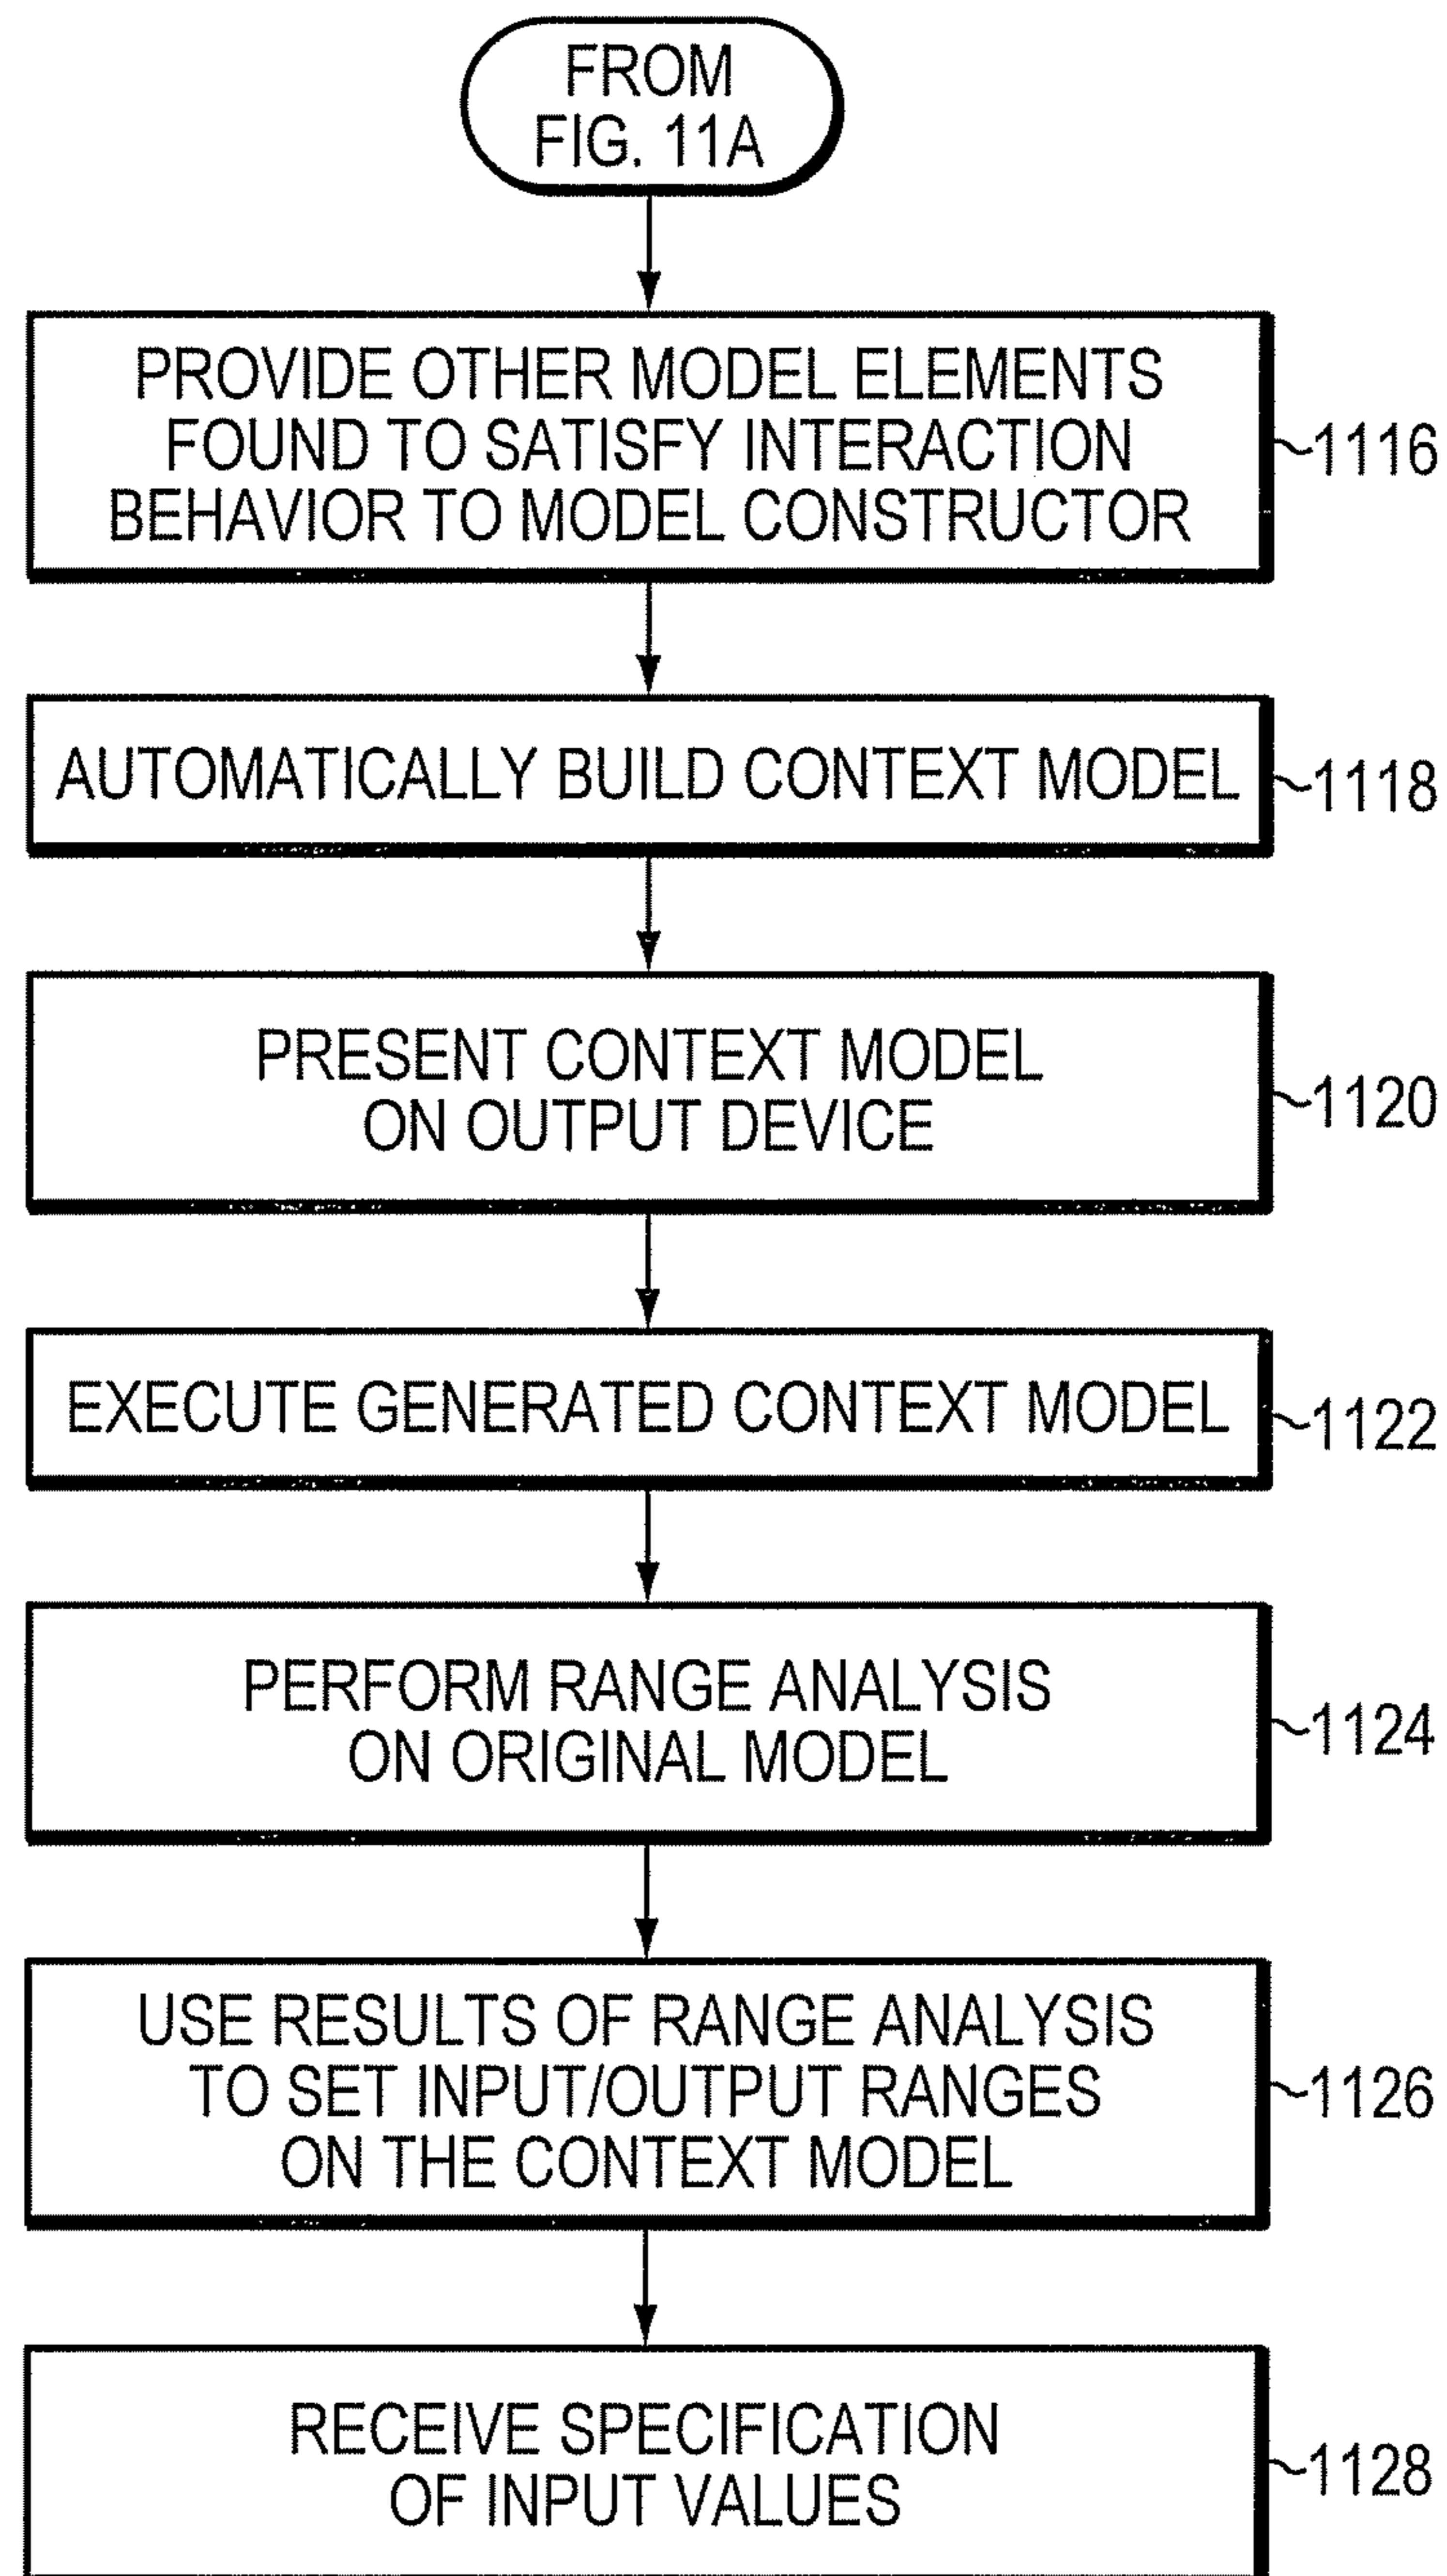 FROM
FIG. 11A
PROVIDE OTHER MODEL ELEMENTS
FOUND TO SATISFY INTERACTION
BEHAVIOR TO MODEL CONSTRUCTOR
1116
AUTOMATICALLY BUILD CONTEXT MODEL
1118
PRESENT CONTEXT MODEL
ON OUTPUT DEVICE
1120
EXECUTE GENERATED CONTEXT MODEL
1122
PERFORM RANGE ANALYSIS
ON ORIGINAL MODEL
1124
USE RESULTS OF RANGE ANALYSIS
TO SET INPUT/OUTPUT RANGES
ON THE CONTEXT MODEL
1126
RECEIVE SPECIFICATION
OF INPUT VALUES
1128